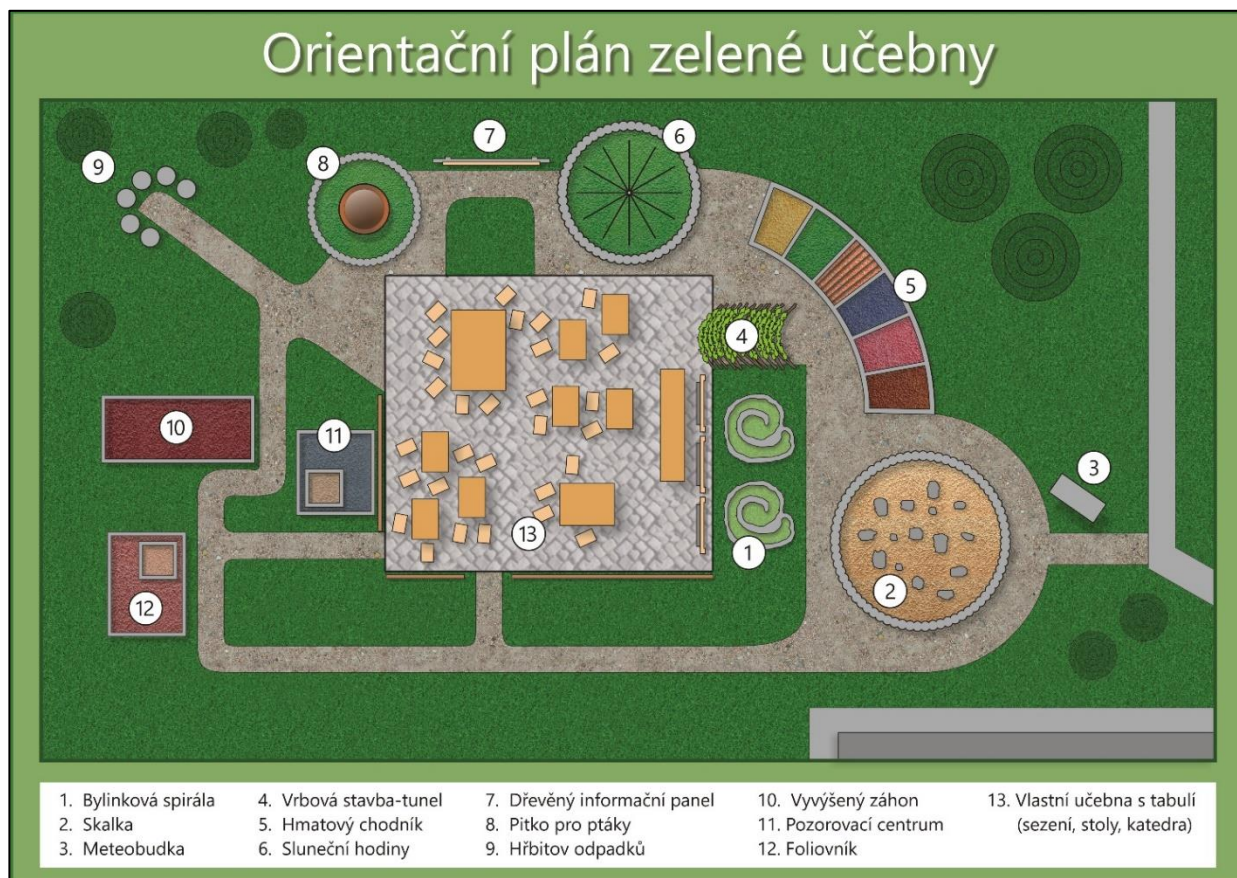 Orientační plán zelené učebny
9
8
7
6
5
4
10
11
3
13
1
2
12
1. Bylinková spirála
2. Skalka
3. Meteobudka
4. Vrbová stavba-tunel
5. Hmatový chodník
6. Sluneční hodiny
7. Dřevěný informační panel
8. Pitko pro ptáky
9. Hřbitov odpadků
10. Vyvýšený záhon
11. Pozorovací centrum
12. Foliovník
13. Vlastní učebna s tabulí
(sezení, stoly, katedra)